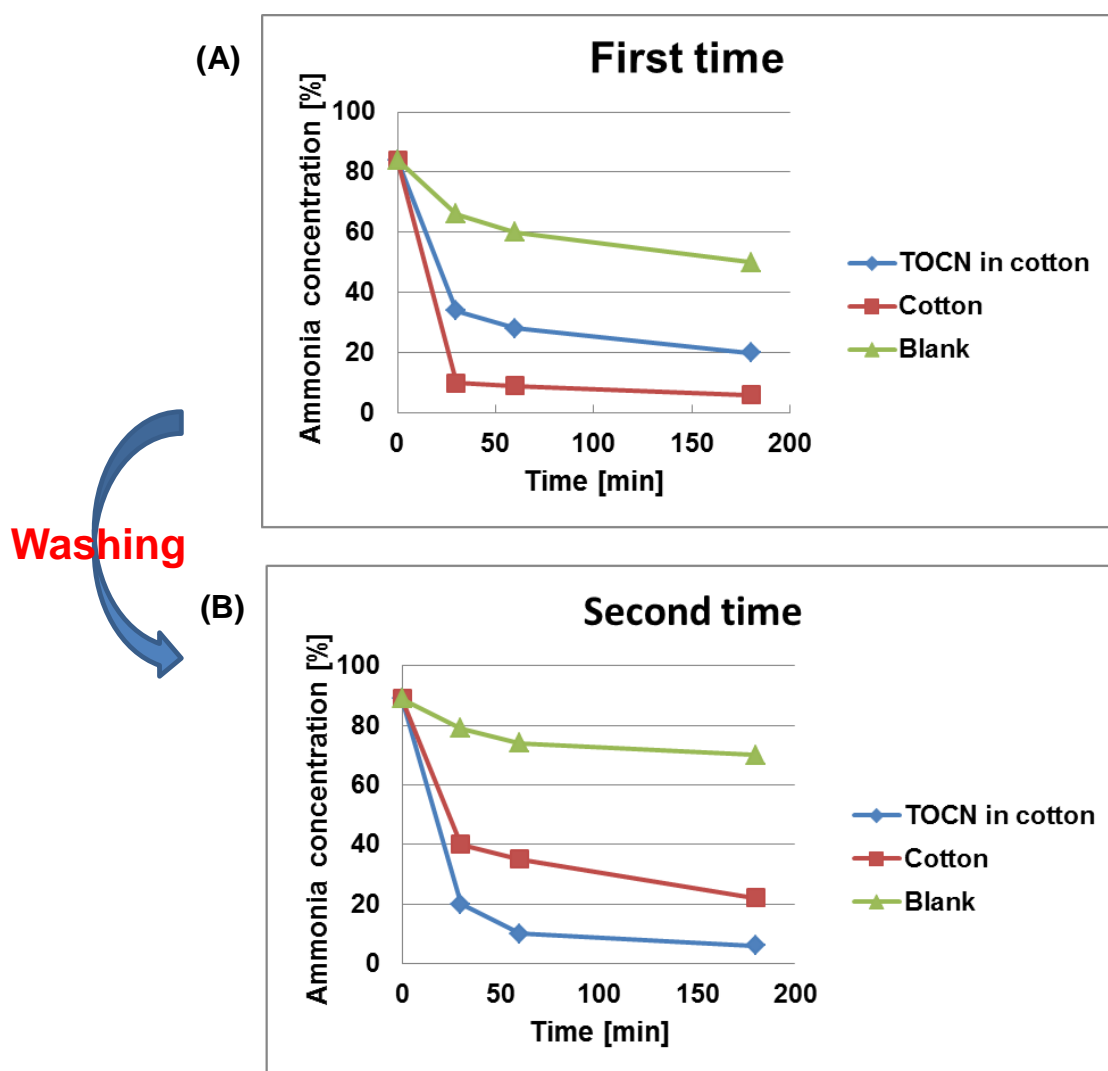 (A)
First time
Ammonia concentration [%]
100
80
60
40
20
0
0 50 100 150 200
Time [min]
TOCN in cotton
Cotton
Blank
Washing
(B)
Second time
Ammonia concentration [%]
100
80
60
40
20
0
0 50 100 150 200
Time [min]
TOCN in cotton
Cotton
Blank